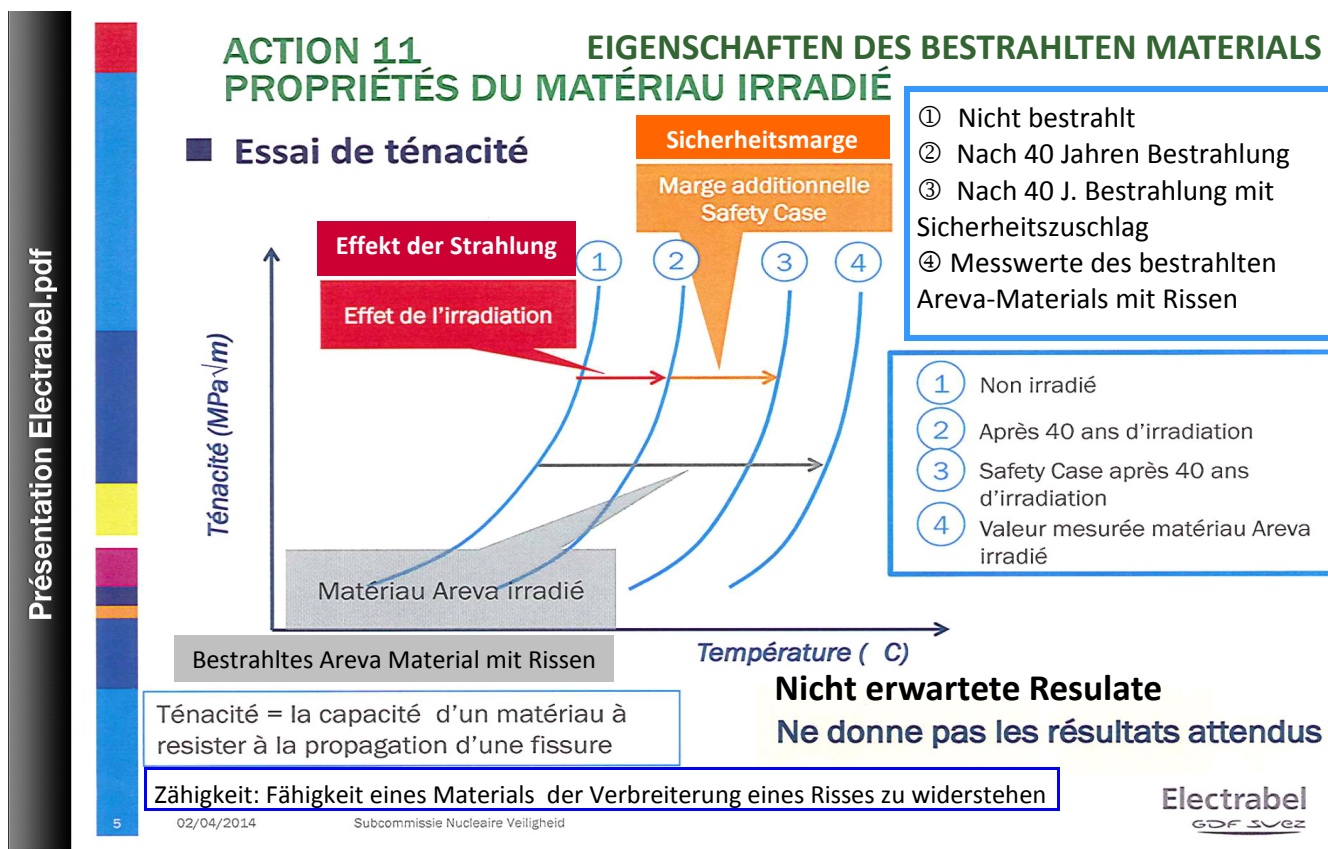 Présentation Electrabel.pdf
ACTION 11
EIGENSCHAFTEN DES BESTRAHLTEN MATERIALS
PROPRIÉTÉS DU MATÉRIAU IRRADIÉ
■ Essai de ténacité
Sicherheitsmarge
Marge additionnelle
Safety Case
① Nicht bestrahlt
② Nach 40 Jahren Bestrahlung
③ Nach 40 J. Bestrahlung mit
Sicherheitszuschlag
④ Messwerte des bestrahlten
Areva-Materials mit Rissen
Effekt der Strahlung
Effet de l'irradiation
1
2
3
4
Ténacité (MPa√m)
1 Non irradié
2 Après 40 ans d'irradiation
3 Safety Case après 40 ans
d'irradiation
4 Valeur mesurée matériau Areva
irradié
Matériau Areva irradié
Bestrahltes Areva Material mit Rissen
Température ( C)
Nicht erwartete Resulate
Ne donne pas les résultats attendus
Ténacité = la capacité d'un matériau à
resister à la propagation d'une fissure
Zähigkeit: Fähigkeit eines Materials der Verbreiterung eines Risses zu widerstehen
5
02/04/2014
Subcommissie Nucleaire Veiligheid
Electrabel
GDF SUEZ